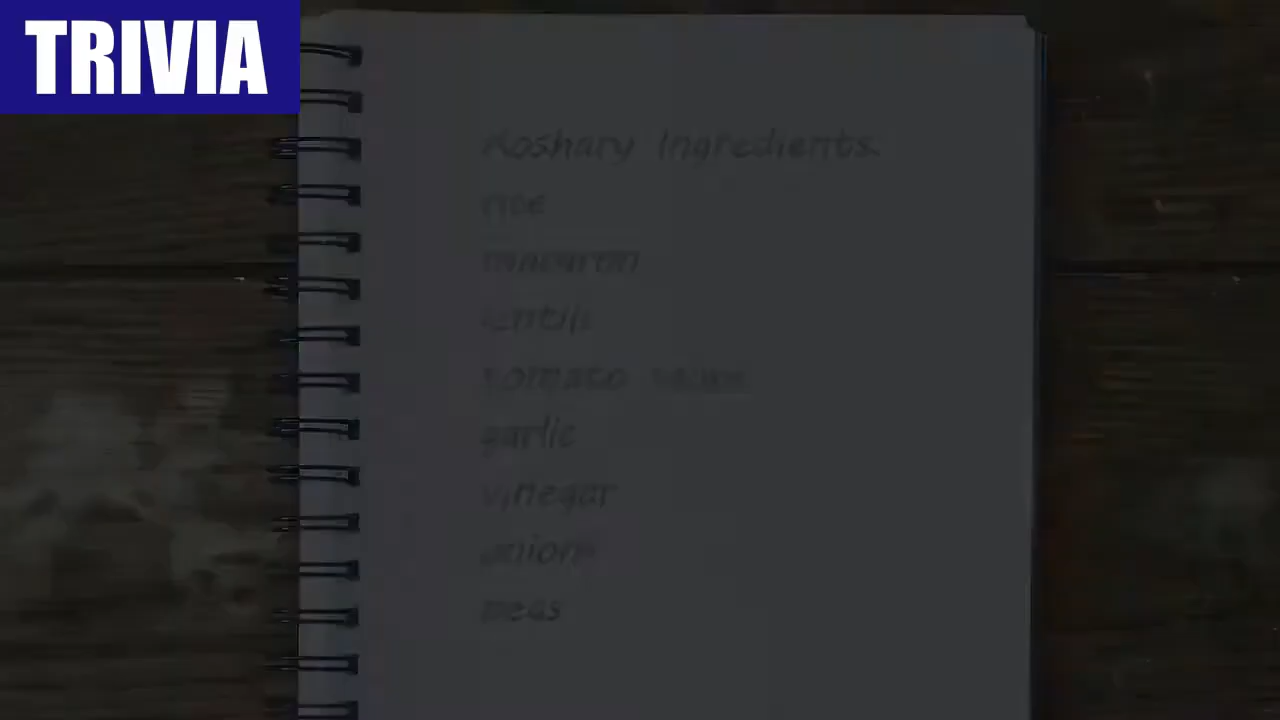 TRIVIA
Koshary Ingredients.
rice
macaroni
lentils
tomato sauce
garlic
vinegar
onions
peas